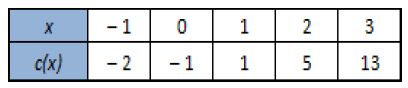 x – 1 0 1 2 3
c(x) – 2 – 1 1 5 13